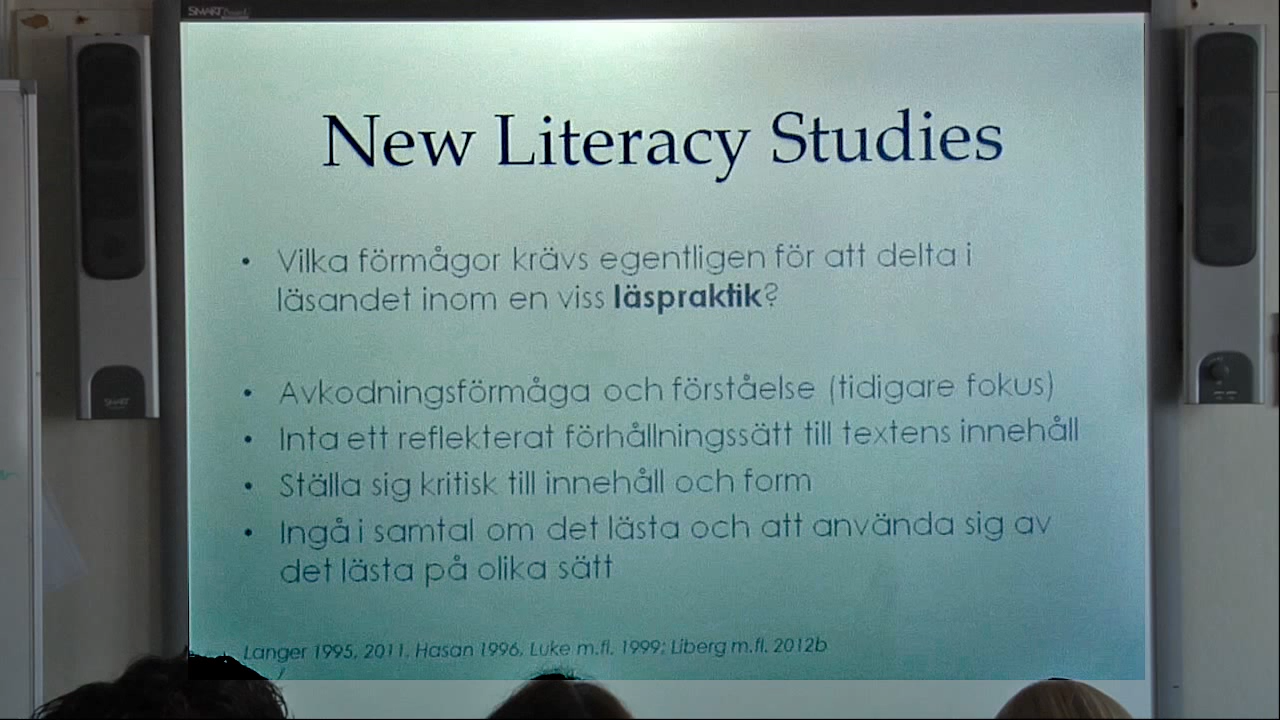 SMART
New Literacy Studies
• Vilka förmågor krävs egentligen för att delta i
läsandet inom en viss läspraktik?
• Avkodningsförmåga och förståelse (tidigare fokus)
• Inta ett reflekterat förhållningssätt till textens innehåll
• Ställa sig kritisk till innehåll och form
• Ingå i samtal om det lästa och att använda sig av
det lästa på olika sätt
Langer 1995, 2011, Hasan 1996, Luke m.fl. 1999; Liberg m.fl. 2012b
SMART